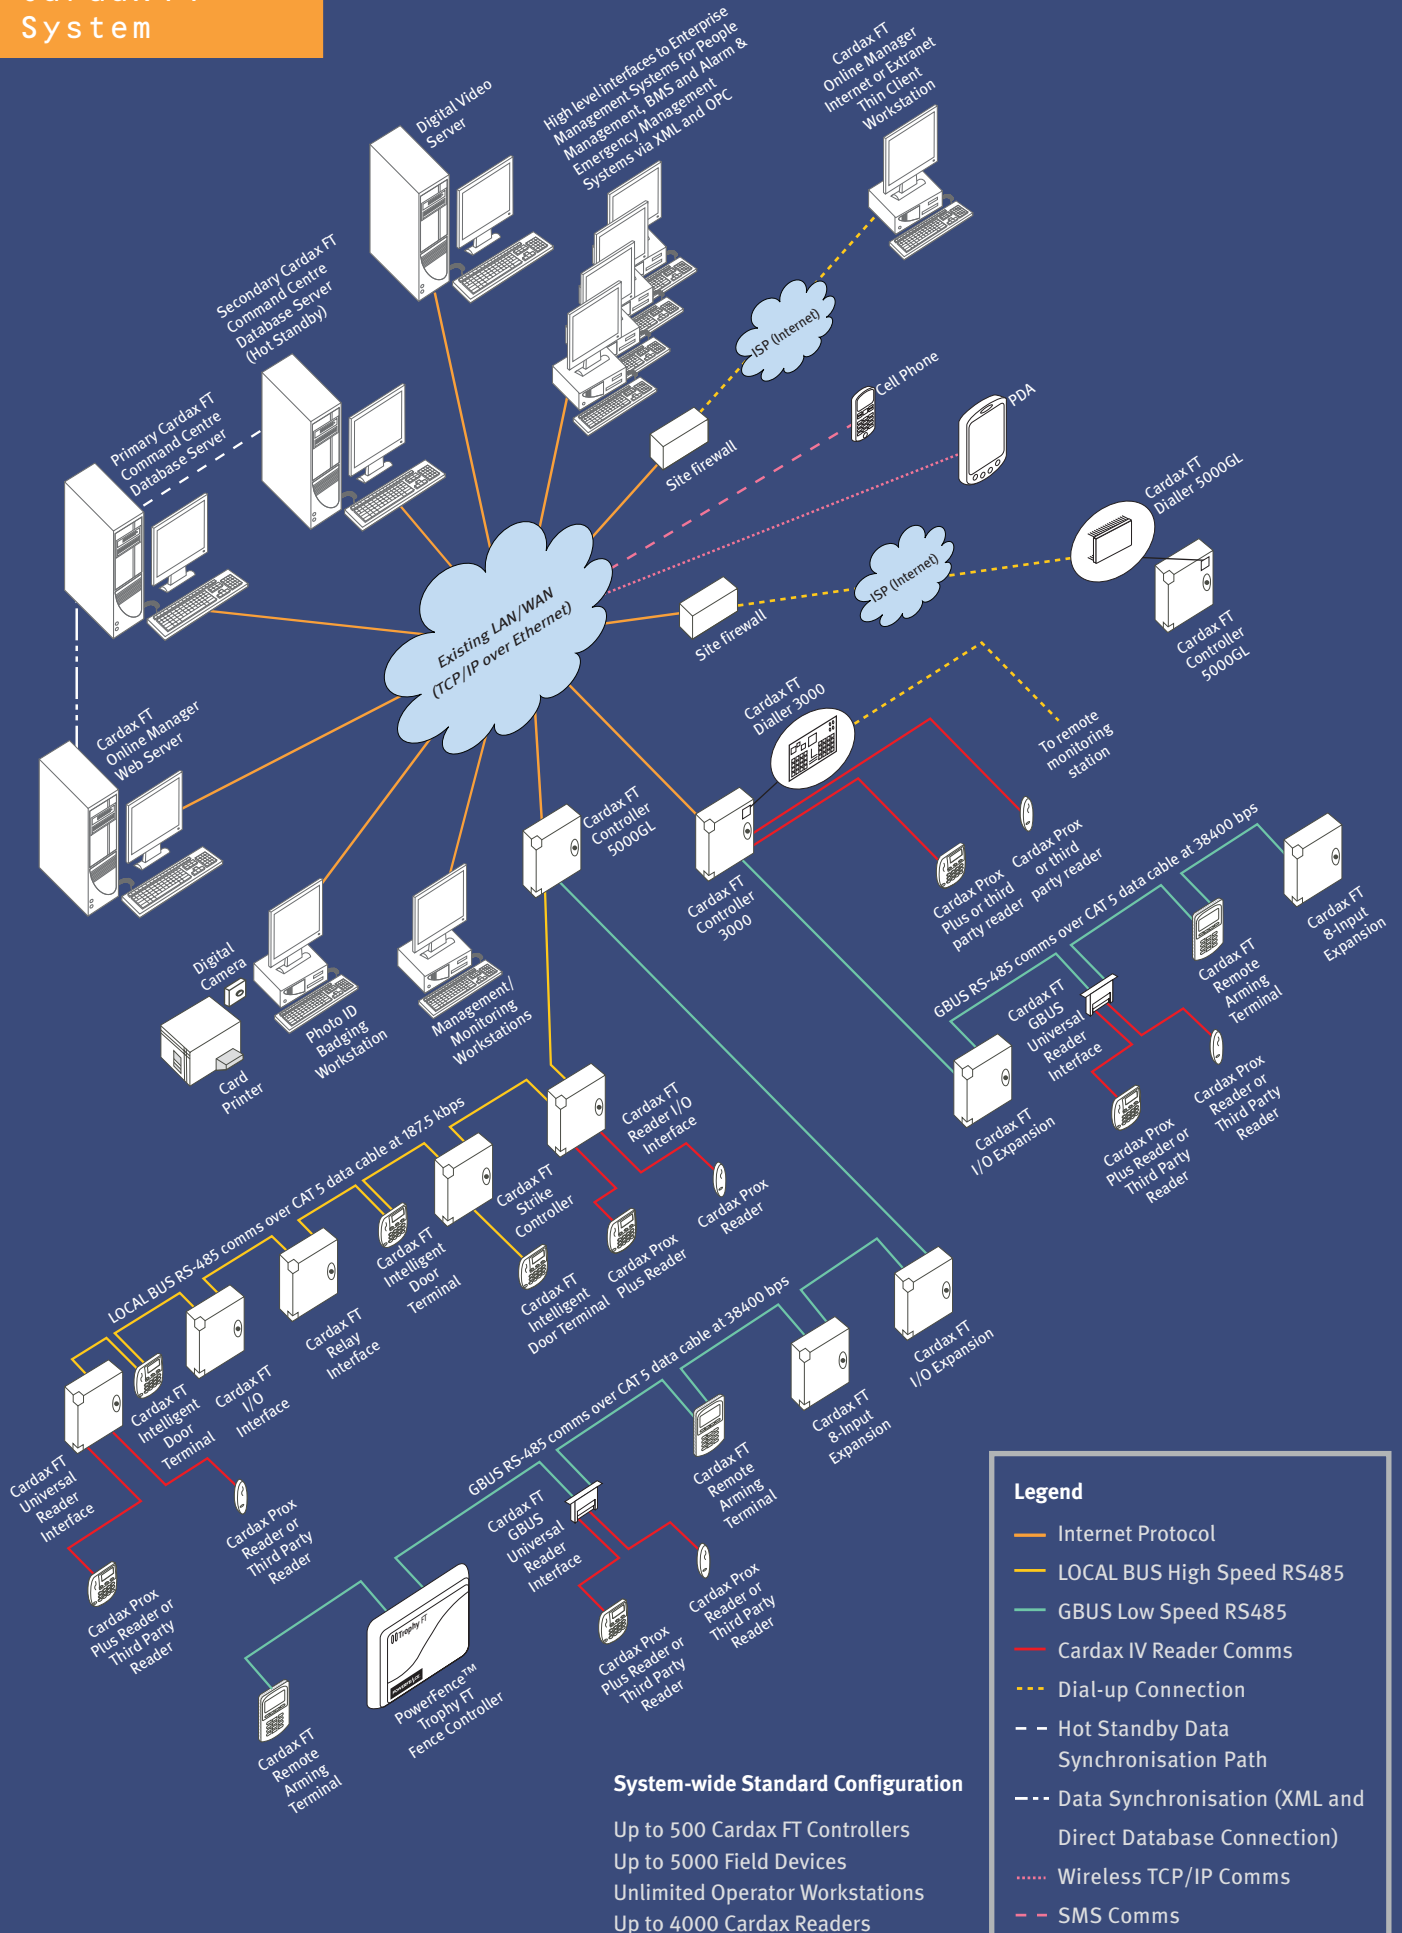 System
Digital Video
Server
High level interfaces to Enterprise
Management Systems for People
Management, BMS and Alarm &
Emergency Management
Systems via XML and OPC
Cardax FT
Online Manager
Internet or Extranet
Thin Client
Workstation
Secondary Cardax FT
Command Centre
Database Server
(Hot Standby)
ISP (Internet)
Cell Phone
PDA
Primary Cardax FT
Command Centre
Database Server
Site firewall
Cardax FT
Dialler 5000GL
ISP (Internet)
Existing LAN/WAN
(TCP/IP over Ethernet)
Site firewall
Cardax FT
Controller
5000GL
Cardax FT
Online Manager
Web Server
Cardax FT
Dialler 3000
To remote
monitoring
station
Cardax FT
Controller
5000GL
Cardax FT
Controller
3000
Cardax Prox
Plus or third
party reader
Cardax Prox
or third
party reader
GBUS RS-485 comms over CAT 5 data cable at 38400 bps
Cardax FT
8-Input
Expansion
Cardax FT
Remote
Arming
Terminal
Cardax FT
GBUS
Universal
Reader
Interface
Digital
Camera
Card
Printer
Photo ID
Badging
Workstation
Management/
Monitoring
Workstations
Cardax FT
I/O Expansion
Cardax Prox
Reader or
Third Party
Reader
Cardax Prox
Plus Reader or
Third Party
Reader
LOCAL BUS RS-485 comms over CAT 5 data cable at 187.5 kbps
Cardax FT
Reader I/O
Interface
Cardax FT
Strike
Controller
Cardax Prox
Reader
Cardax Prox
Plus Reader
Cardax FT
Intelligent
Door
Terminal
Cardax FT
Intelligent
Door Terminal
Cardax FT
Relay
Interface
Cardax FT
I/O
Interface
Cardax FT
Intelligent
Door
Terminal
Cardax FT
Universal
Reader
Interface
Cardax Prox
Reader or
Third Party
Reader
Cardax Prox
Plus Reader or
Third Party
Reader
GBUS RS-485 comms over CAT 5 data cable at 38400 bps
Cardax FT
I/O Expansion
Cardax FT
8-Input
Expansion
Cardax FT
Remote
Arming
Terminal
Cardax FT
GBUS
Universal
Reader
Interface
Cardax Prox
Reader or
Third Party
Reader
Cardax Prox
Plus Reader or
Third Party
Reader
Trophy FT
PowerFence™
Trophy FT
Fence Controller
Cardax FT
Remote
Arming
Terminal
System-wide Standard Configuration
Up to 500 Cardax FT Controllers
Up to 5000 Field Devices
Unlimited Operator Workstations
Up to 4000 Cardax Readers
Legend
Internet Protocol
LOCAL BUS High Speed RS485
GBUS Low Speed RS485
Cardax IV Reader Comms
Dial-up Connection
Hot Standby Data
Synchronisation Path
Data Synchronisation (XML and
Direct Database Connection)
Wireless TCP/IP Comms
SMS Comms